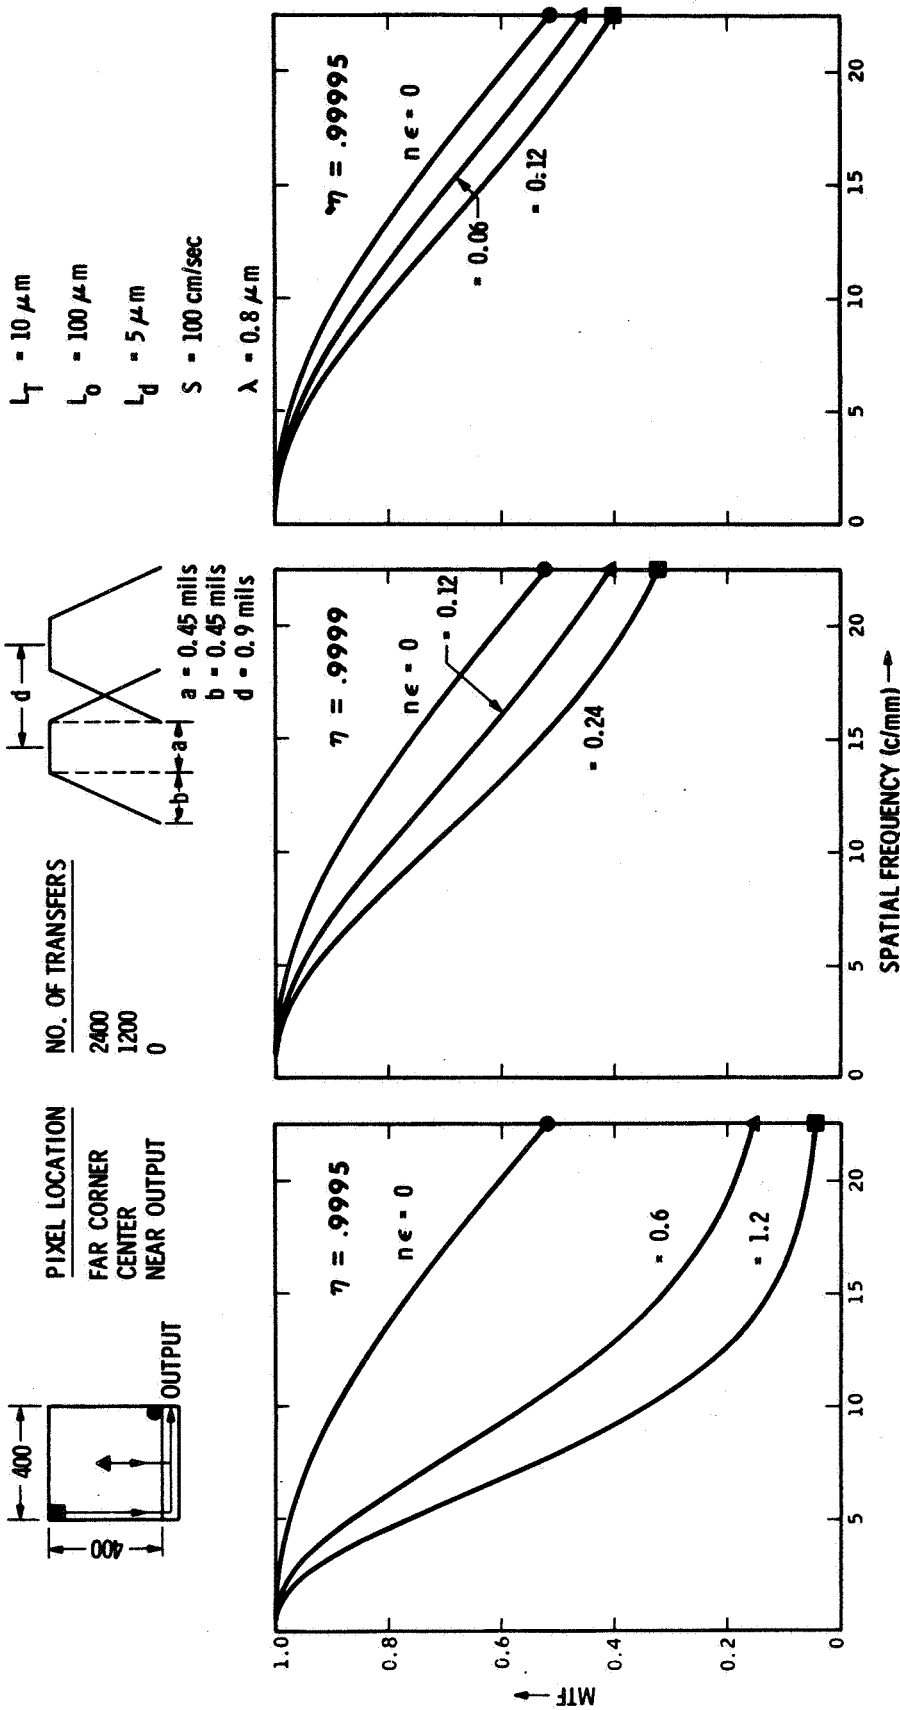 400
400
OUTPUT
PIXEL LOCATION
FAR CORNER
CENTER
NEAR OUTPUT
NO. OF TRANSFERS
2400
1200
0
d
b
a
a = 0.45 mils
b = 0.45 mils
d = 0.9 mils
L_T = 10 μm
L_o = 100 μm
L_d = 5 μm
S = 100 cm/sec
λ = 0.8 μm
MTF
1.0
0.8
0.6
0.4
0.2
0
η = .9995
nϵ = 0
= 0.6
= 1.2
5
10
15
20
η = .9999
nϵ = 0
= 0.12
= 0.24
0
5
10
15
20
η = .99995
nϵ = 0
= 0.06
= 0.12
0
5
10
15
20
SPATIAL FREQUENCY (c/mm)